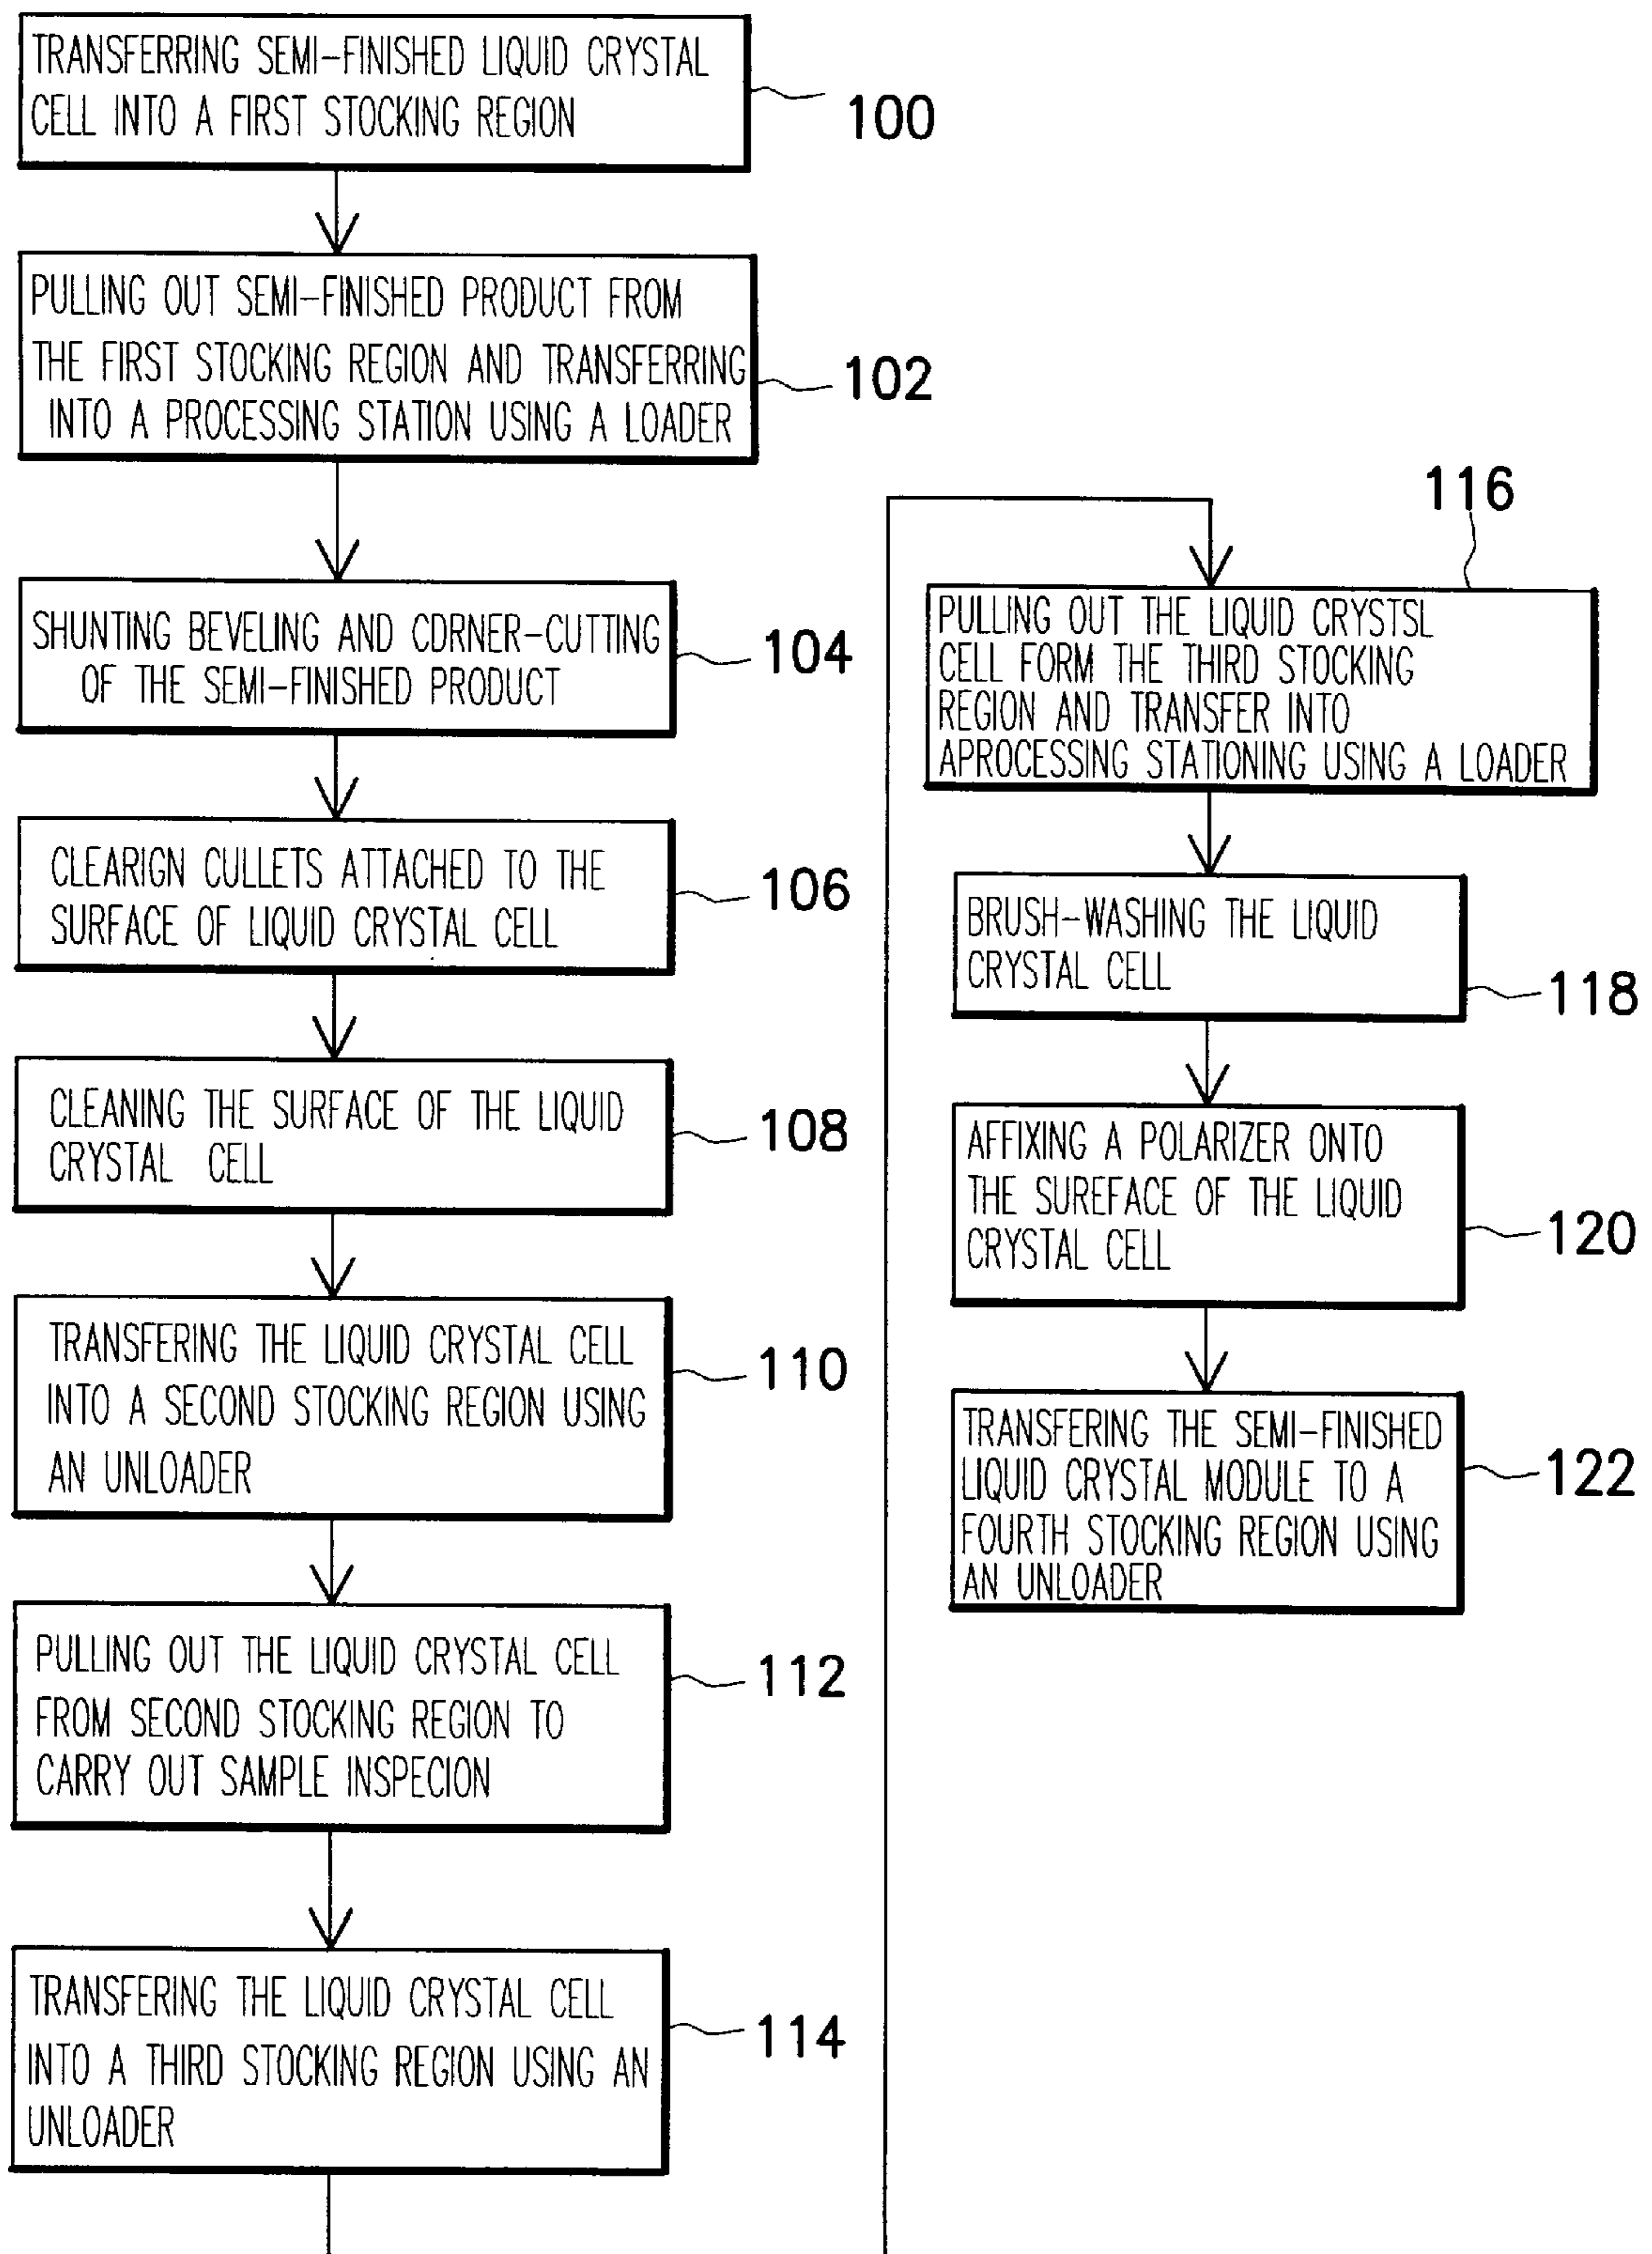 TRANSFERRING SEMI-FINISHED LIQUID CRYSTAL
CELL INTO A FIRST STOCKING REGION
100
PULLING OUT SEMI-FINISHED PRODUCT FROM
THE FIRST STOCKING REGION AND TRANSFERRING
INTO A PROCESSING STATION USING A LOADER
102
SHUNTING BEVELING AND CORNER-CUTTING
OF THE SEMI-FINISHED PRODUCT
104
CLEARIGN CULLETS ATTACHED TO THE
SURFACE OF LIQUID CRYSTAL CELL
106
CLEANING THE SURFACE OF THE LIQUID
CRYSTAL CELL
108
TRANSFERING THE LIQUID CRYSTAL CELL
INTO A SECOND STOCKING REGION USING
AN UNLOADER
110
PULLING OUT THE LIQUID CRYSTAL CELL
FROM SECOND STOCKING REGION TO
CARRY OUT SAMPLE INSPECION
112
TRANSFERING THE LIQUID CRYSTAL CELL
INTO A THIRD STOCKING REGION USING AN
UNLOADER
114
116
PULLING OUT THE LIQUID CRYSTSL
CELL FORM THE THIRD STOCKING
REGION AND TRANSFER INTO
APROCESSING STATIONING USING A LOADER
BRUSH-WASHING THE LIQUID
CRYSTAL CELL
118
AFFIXING A POLARIZER ONTO
THE SUREFACE OF THE LIQUID
CRYSTAL CELL
120
TRANSFERING THE SEMI-FINISHED
LIQUID CRYSTAL MODULE TO A
FOURTH STOCKING REGION USING
AN UNLOADER
122